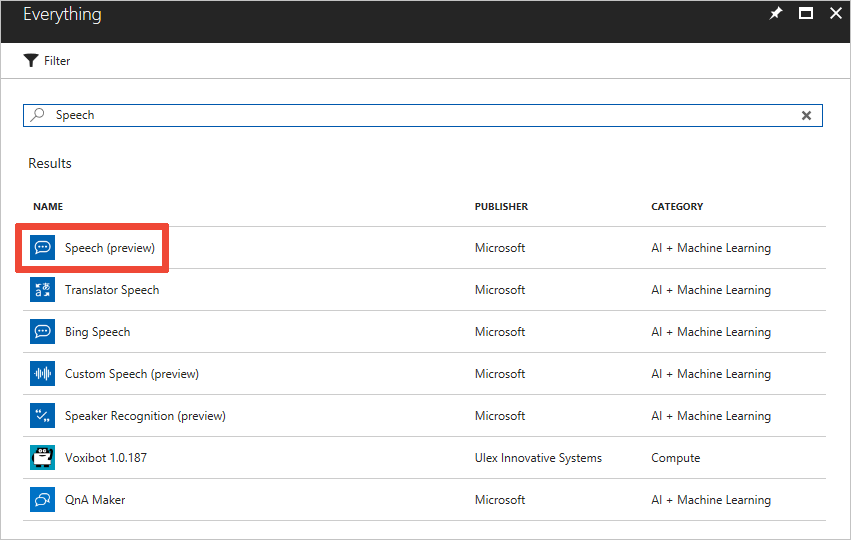 Everything
Filter
Speech
Results
NAME PUBLISHER CATEGORY
Speech (preview) Microsoft AI + Machine Learning
Translator Speech Microsoft AI + Machine Learning
Bing Speech Microsoft AI + Machine Learning
Custom Speech (preview) Microsoft AI + Machine Learning
Speaker Recognition (preview) Microsoft AI + Machine Learning
Voxibot 1.0.187 Ulex Innovative Systems Compute
QnA Maker Microsoft AI + Machine Learning